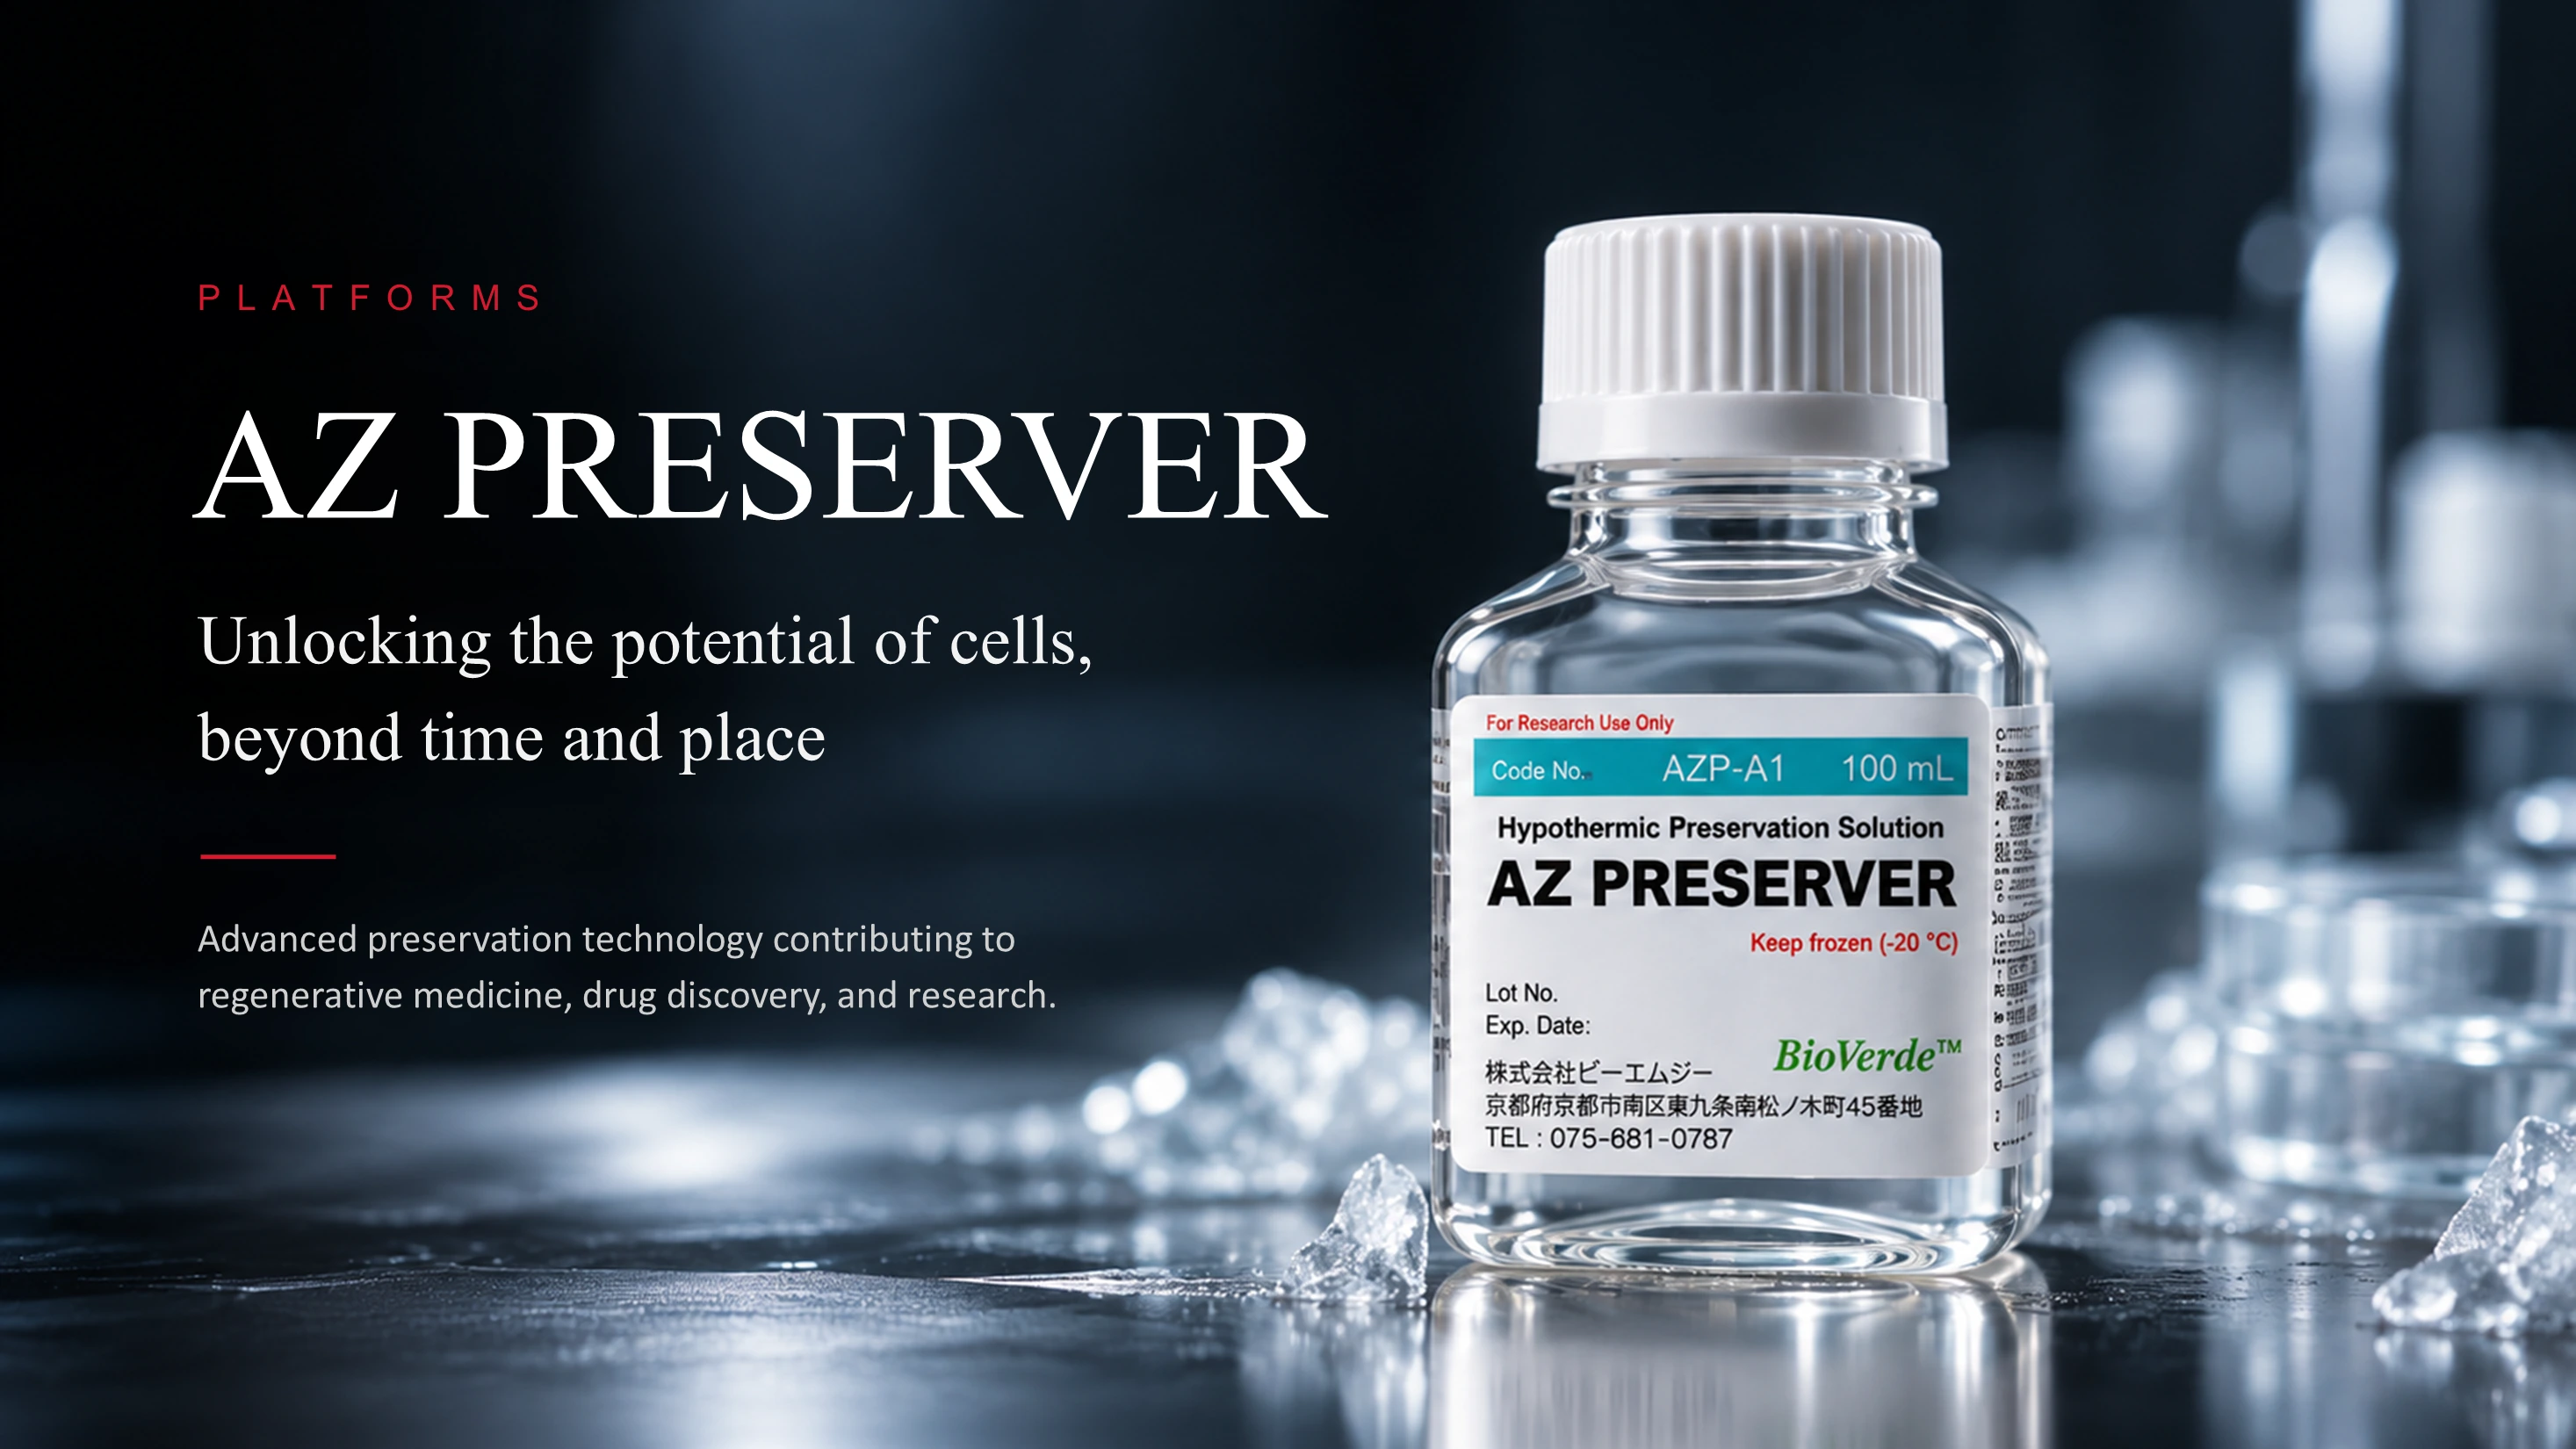 PLATFORMS
AZ PRESERVER
Unlocking the potential of cells,
beyond time and place
Advanced preservation technology contributing to
regenerative medicine, drug discovery, and research.
For Research Use Only
Code No. AZP-A1 100 mL
Hypothermic Preservation Solution
AZ PRESERVER
Keep frozen (-20 °C)
Lot No.
Exp. Date:
BioVerde™
株式会社ビーエムジー
京都府京都市南区東九条南松ノ木町45番地
TEL : 075-681-0787